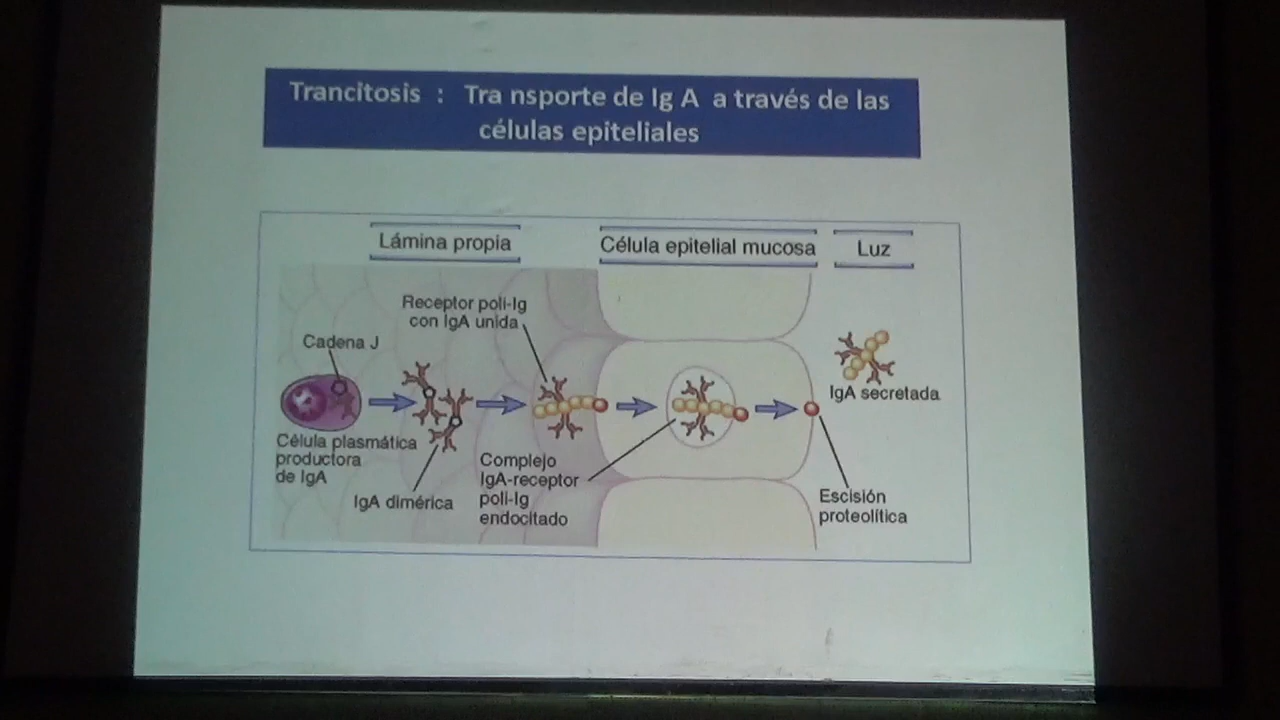 Trancitosis : Tra nsporte de Ig A a través de las
células epiteliales
Lámina propia
Célula epitelial mucosa
Luz
Receptor poli-Ig
con IgA unida
Cadena J
IgA secretada
Célula plasmática
productora
de IgA
IgA dimérica
Complejo
IgA-receptor
poli-Ig
endocitado
Escisión
proteolítica